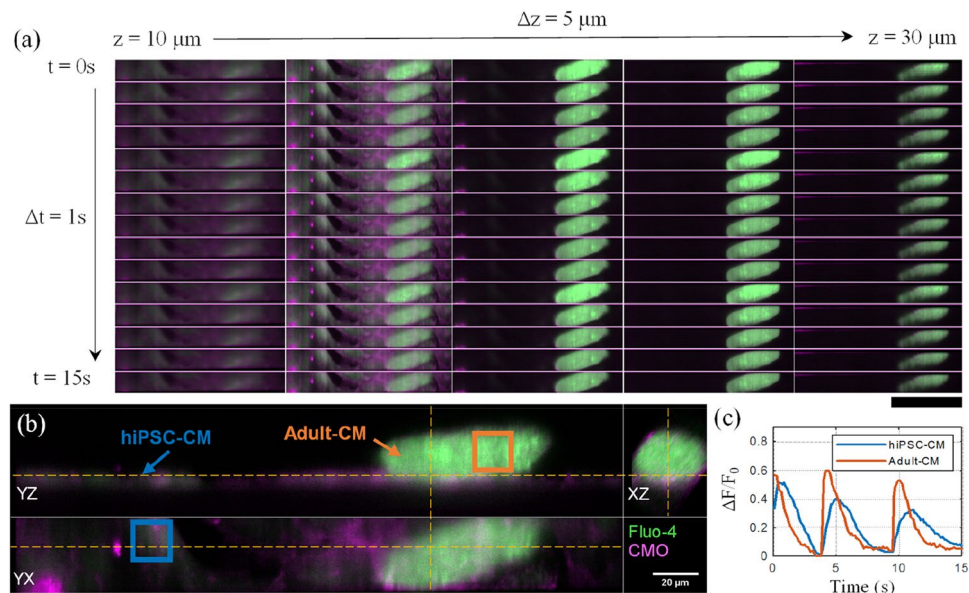 (a)
Δz = 5 μm
z = 10 μm
z = 30 μm
t = 0s
Δt = 1s
t = 15s
(b)
hiPSC-CM
Adult-CM
YZ
XZ
YX
Fluo-4
CMO
20 μm
(c)
hiPSC-CM
Adult-CM
ΔF/F0
0.8
0.6
0.4
0.2
0
0
5
10
15
Time (s)